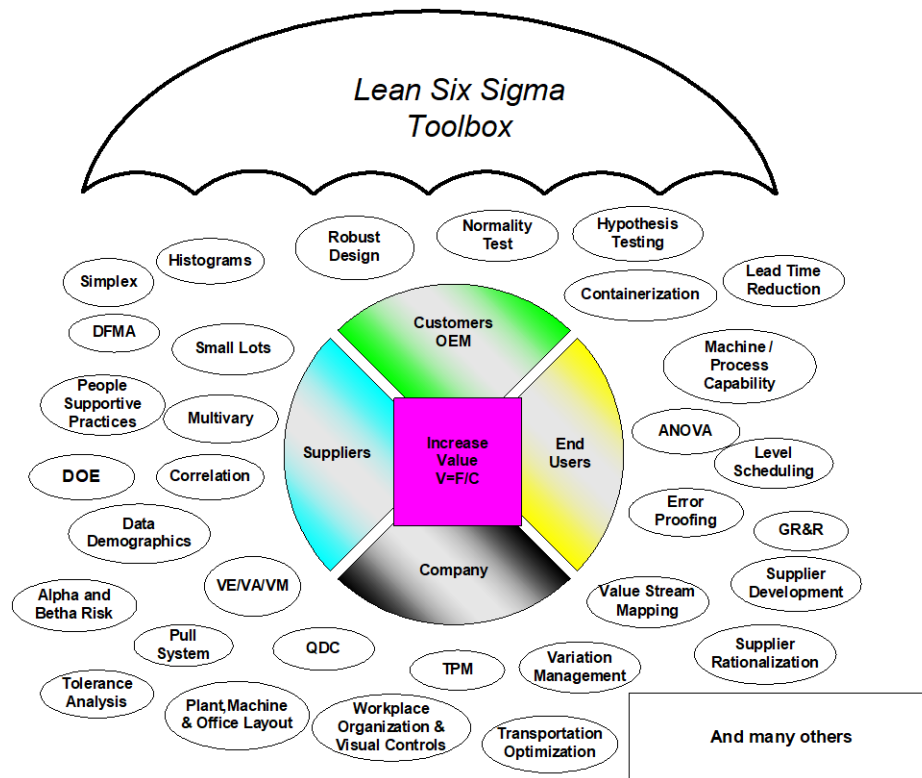 Lean Six Sigma
Toolbox
Normality
Test
Hypothesis
Testing
Robust
Design
Histograms
Simplex
Containerization
Lead Time
Reduction
DFMA
Small Lots
Customers
OEM
Machine /
Process
Capability
People
Supportive
Practices
Multivary
Suppliers
Increase
Value
V=F/C
End
Users
ANOVA
Level
Scheduling
DOE
Correlation
Error
Proofing
GR&R
Data
Demographics
Company
VE/VA/VM
Value Stream
Mapping
Supplier
Development
Alpha and
Betha Risk
Pull
System
QDC
TPM
Variation
Management
Supplier
Rationalization
Tolerance
Analysis
Plant,Machine
& Office Layout
Workplace
Organization &
Visual Controls
Transportation
Optimization
And many others